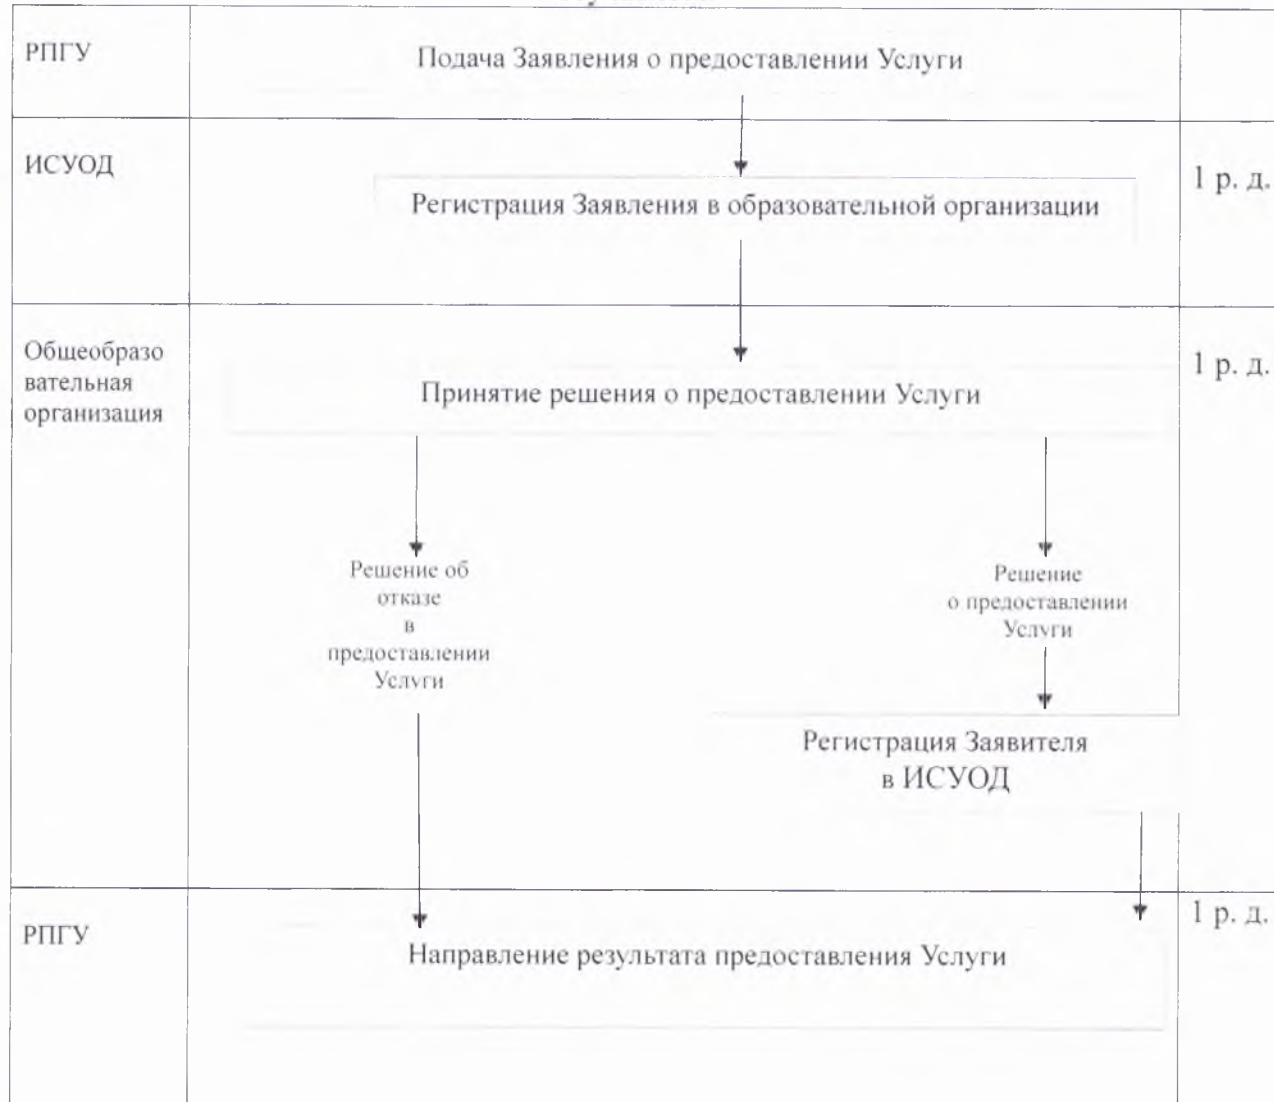 РПГУ
Подача Заявления о предоставлении Услуги
ИСУОД
1 р. д.
Регистрация Заявления в образовательной организации
Общеобразо
вательная
организация
1 р. д.
Принятие решения о предоставлении Услуги
Решение об
отказе
в
предоставлении
Услуги
Решение
о предоставлении
Услуги
Регистрация Заявителя
в ИСУОД
РПГУ
1 р. д.
Направление результата предоставления Услуги